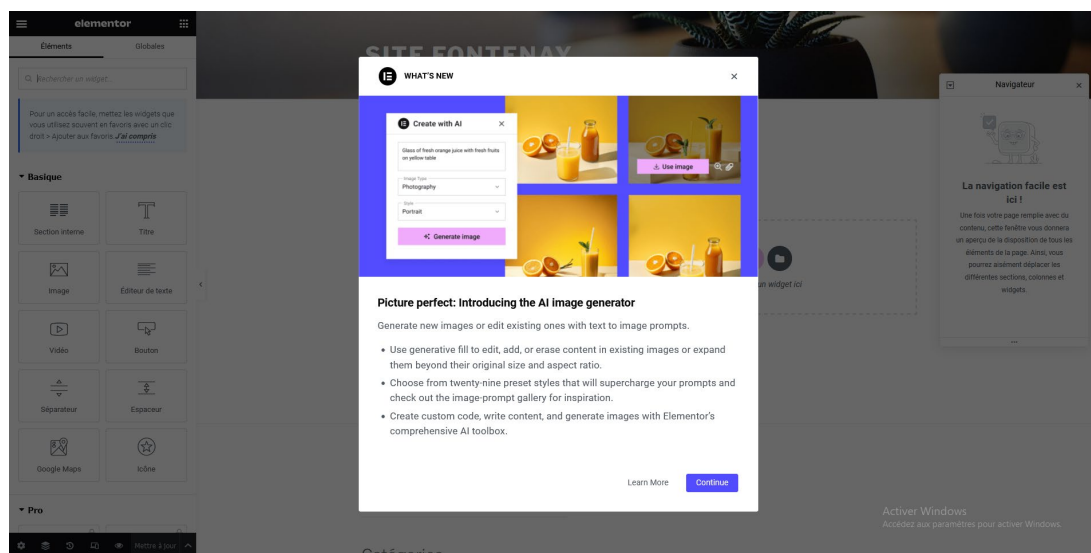 elementor
Éléments
Globales
Rechercher un widget...
Pour un accès facile, mettez les widgets que
vous utilisez souvent en favoris avec un clic
droit > Ajouter aux favoris. J'ai compris
Basique
Section interne
Titre
Image
Éditeur de texte
Vidéo
Bouton
Séparateur
Espaceur
Google Maps
Icône
Pro
Mettre à jour
SITE FONTENAY
WHAT'S NEW
Create with AI
Glass of fresh orange juice with fresh fruits
on yellow table
Image Type
Photography
Style
Portrait
Generate image
Use image
Picture perfect: Introducing the AI image generator
Generate new images or edit existing ones with text to image prompts.
• Use generative fill to edit, add, or erase content in existing images or expand
them beyond their original size and aspect ratio.
• Choose from twenty-nine preset styles that will supercharge your prompts and
check out the image-prompt gallery for inspiration.
• Create custom code, write content, and generate images with Elementor's
comprehensive AI toolbox.
Learn More
Continue
un widget ici
Navigateur
La navigation facile est
ici !
Une fois votre page remplie avec du
contenu, cette fenêtre vous donnera
un aperçu de la disposition de tous les
éléments de la page. Ainsi, vous
pourrez aisément déplacer les
différentes sections, colonnes et
widgets.
Activer Windows
Accédez aux paramètres pour activer Windows.
Catégories